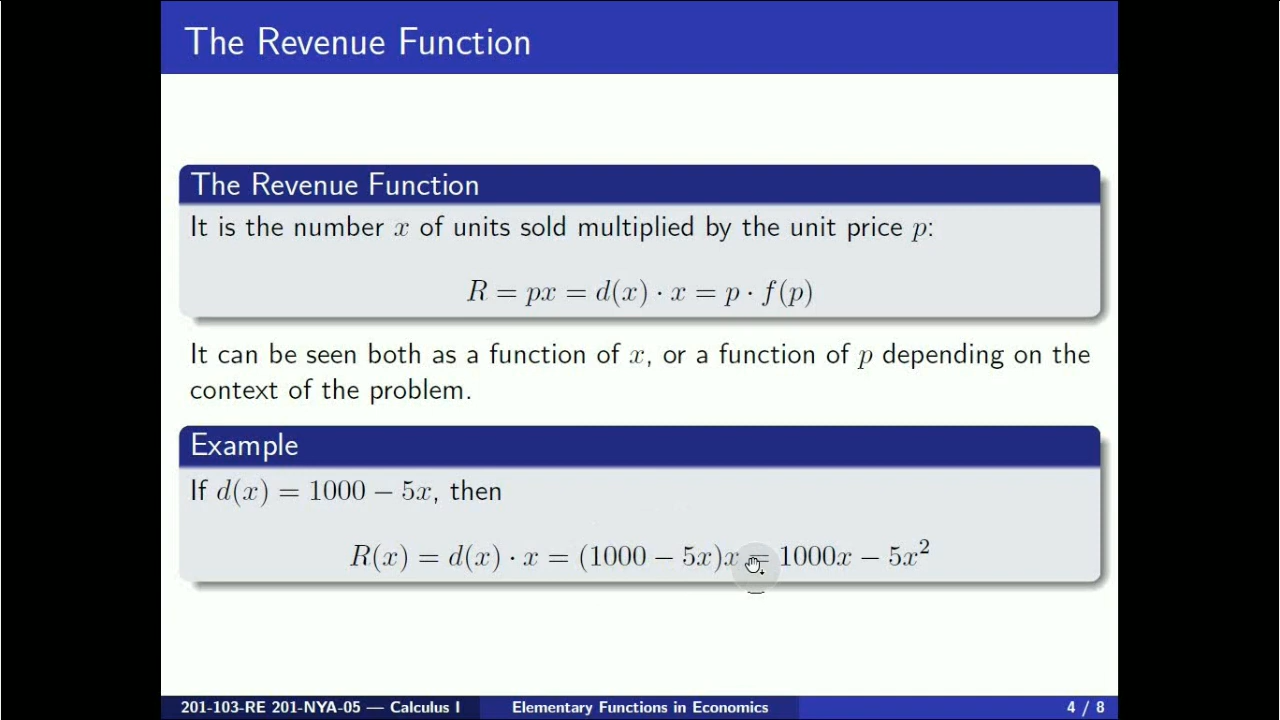 The Revenue Function
The Revenue Function
It is the number x of units sold multiplied by the unit price p:
R = px = d(x) · x = p · f(p)
It can be seen both as a function of x, or a function of p depending on the
context of the problem.
Example
If d(x) = 1000 − 5x, then
R(x) = d(x) · x = (1000 − 5x)x = 1000x − 5x²
201-103-RE 201-NYA-05 — Calculus I
Elementary Functions in Economics
4 / 8